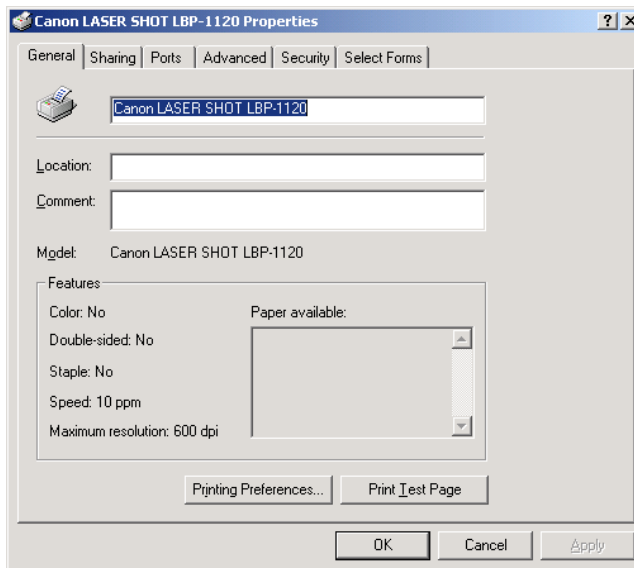 Canon LASER SHOT LBP-1120 Properties
General Sharing Ports Advanced Security Select Forms
Canon LASER SHOT LBP-1120
Location:
Comment:
Model: Canon LASER SHOT LBP-1120
Features
Color: No Paper available:
Double-sided: No
Staple: No
Speed: 10 ppm
Maximum resolution: 600 dpi
Printing Preferences... Print Test Page
OK Cancel Apply